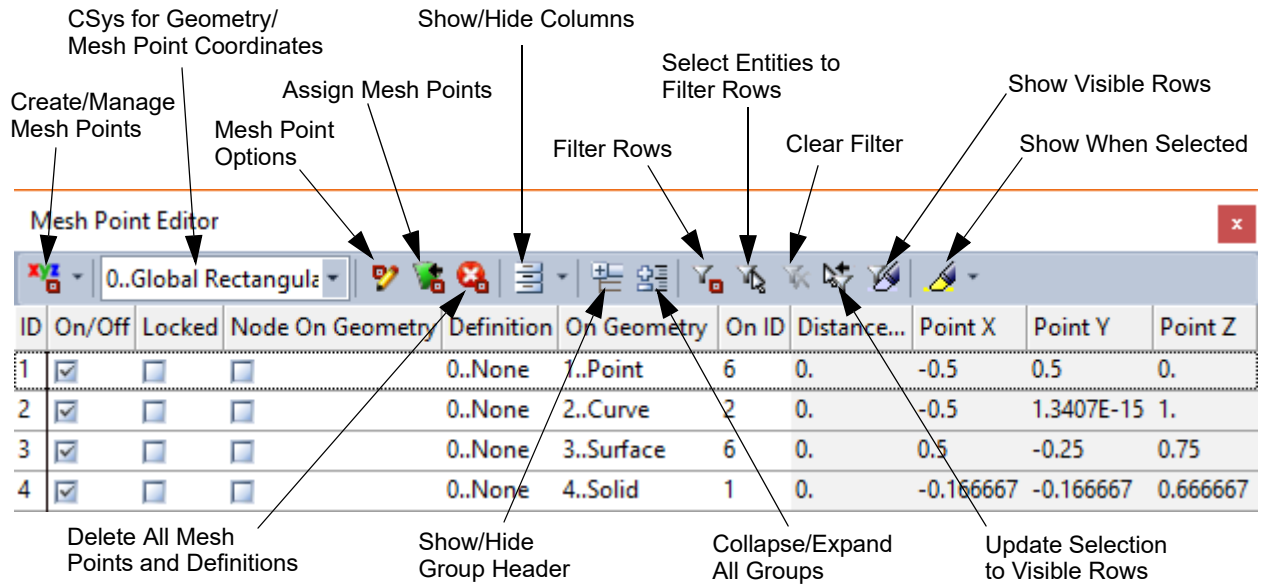 CSys for Geometry/
Mesh Point Coordinates
Show/Hide Columns
Select Entities to
Filter Rows
Show Visible Rows
Create/Manage
Mesh Points
Assign Mesh Points
Mesh Point
Options
Filter Rows
Clear Filter
Show When Selected
Mesh Point Editor
x
xyz 0..Global Rectangula
ID On/Off Locked Node On Geometry Definition On Geometry On ID Distance... Point X Point Y Point Z
1 0..None 1..Point 6 0. -0.5 0.5 0.
2 0..None 2..Curve 2 0. -0.5 1.3407E-15 1.
3 0..None 3..Surface 6 0. 0.5 -0.25 0.75
4 0..None 4..Solid 1 0. -0.166667 -0.166667 0.666667
Delete All Mesh
Points and Definitions
Show/Hide
Group Header
Collapse/Expand
All Groups
Update Selection
to Visible Rows